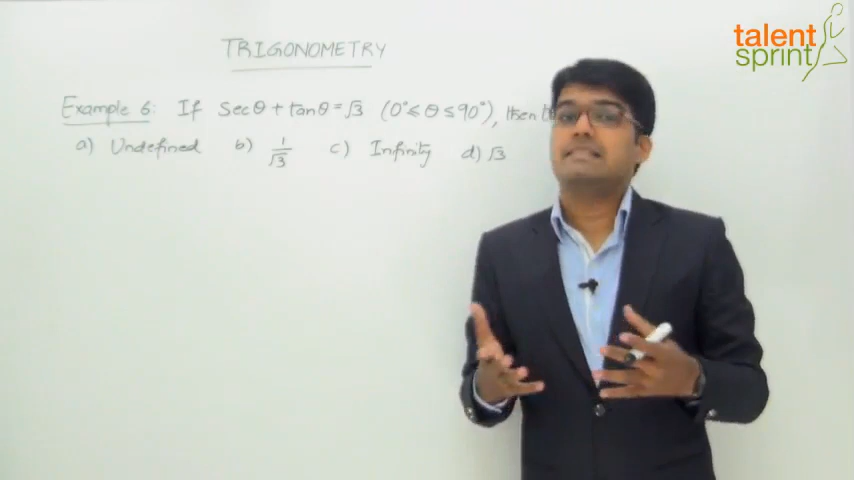 talent
sprint
TRIGONOMETRY
Example 6: If secθ + tanθ = √3 (0° ≤ θ ≤ 90°), then
a) Undefined b) 1/√3 c) Infinity d) √3